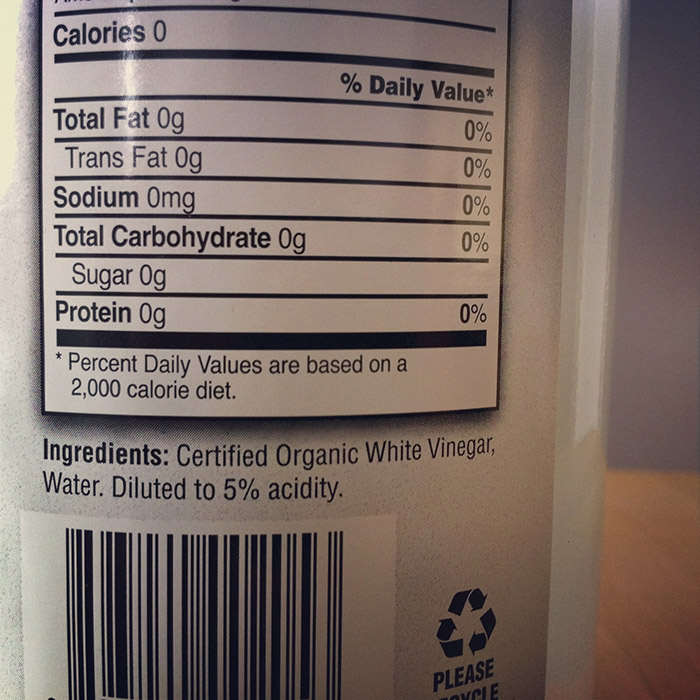 Calories 0
% Daily Value*
Total Fat 0g 0%
Trans Fat 0g 0%
Sodium 0mg 0%
Total Carbohydrate 0g 0%
Sugar 0g
Protein 0g 0%
* Percent Daily Values are based on a
2,000 calorie diet.
Ingredients: Certified Organic White Vinegar,
Water. Diluted to 5% acidity.
PLEASE